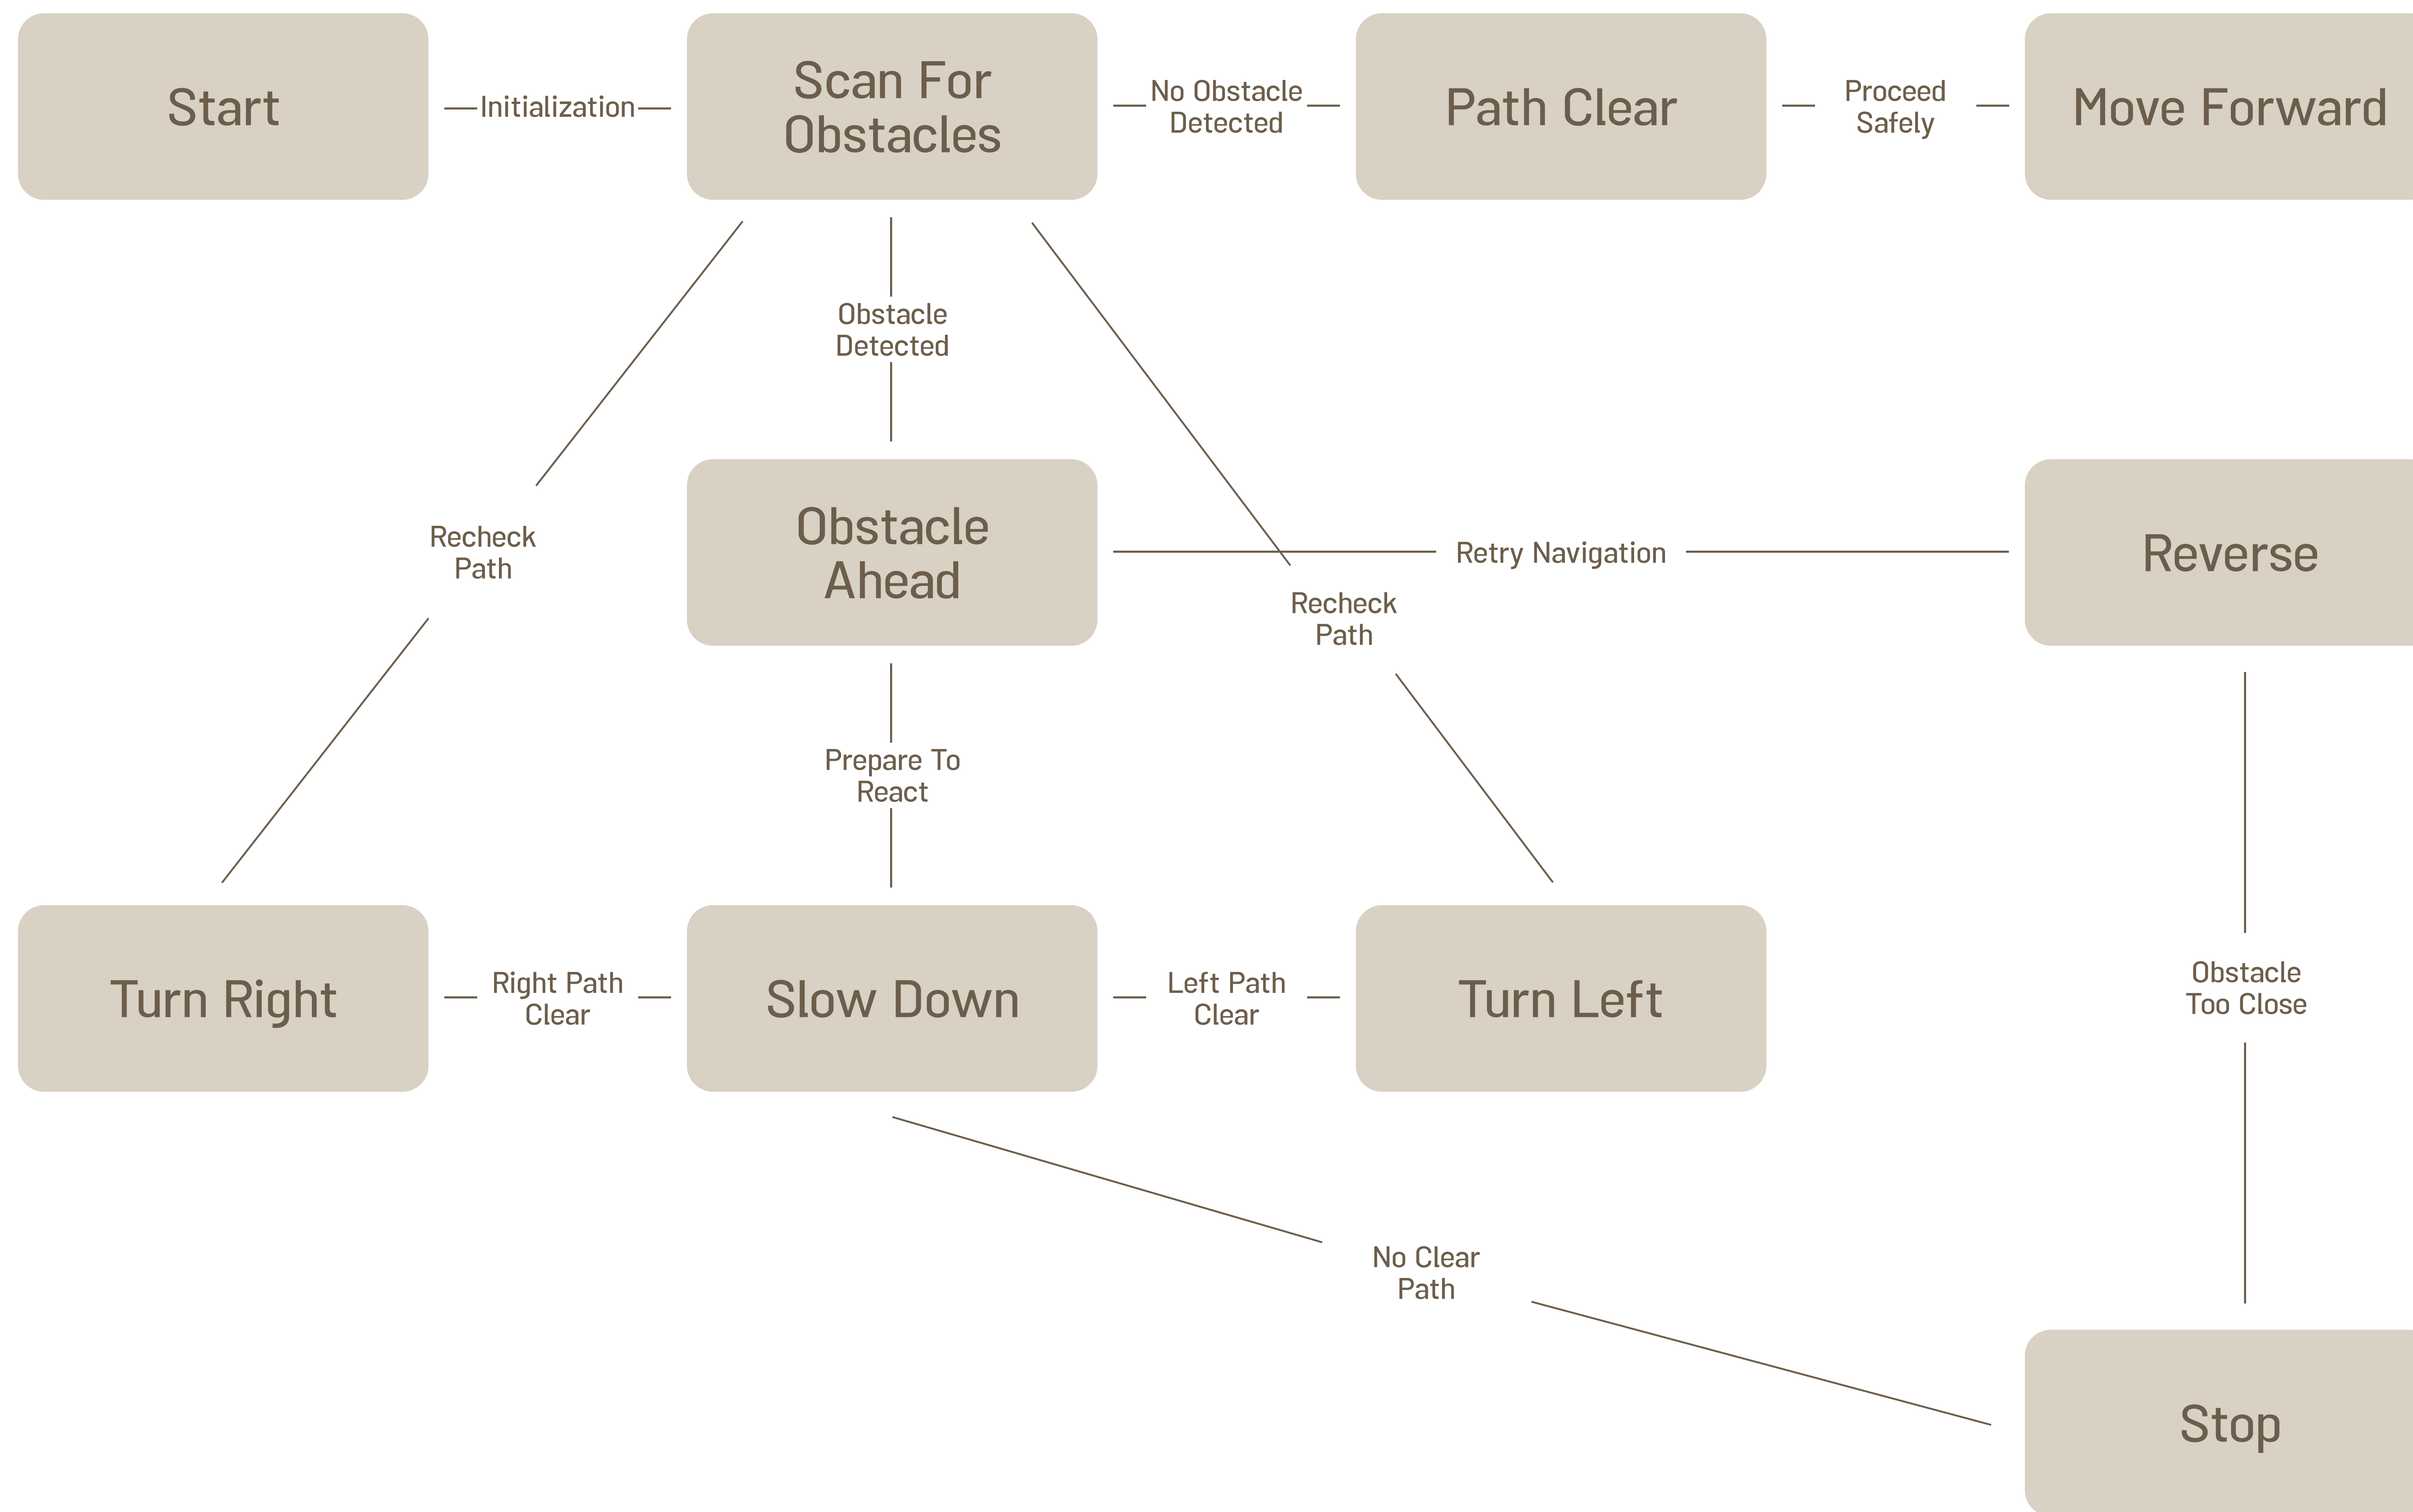 Start
Initialization
Scan For
Obstacles
No Obstacle
Detected
Path Clear
Proceed
Safely
Move Forward
Obstacle
Detected
Recheck
Path
Obstacle
Ahead
Retry Navigation
Reverse
Recheck
Path
Prepare To
React
Turn Right
Right Path
Clear
Slow Down
Left Path
Clear
Turn Left
Obstacle
Too Close
No Clear
Path
Stop